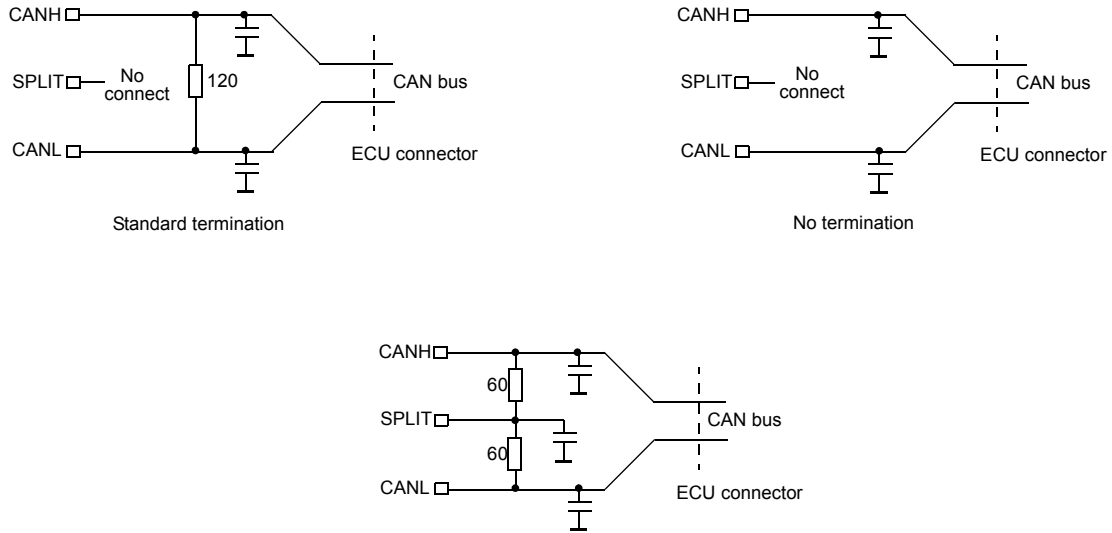 CANH
SPLIT
No
connect
120
CANL
CAN bus
ECU connector
Standard termination
CANH
SPLIT
No
connect
CANL
CAN bus
ECU connector
No termination
CANH
60
SPLIT
60
CANL
CAN bus
ECU connector